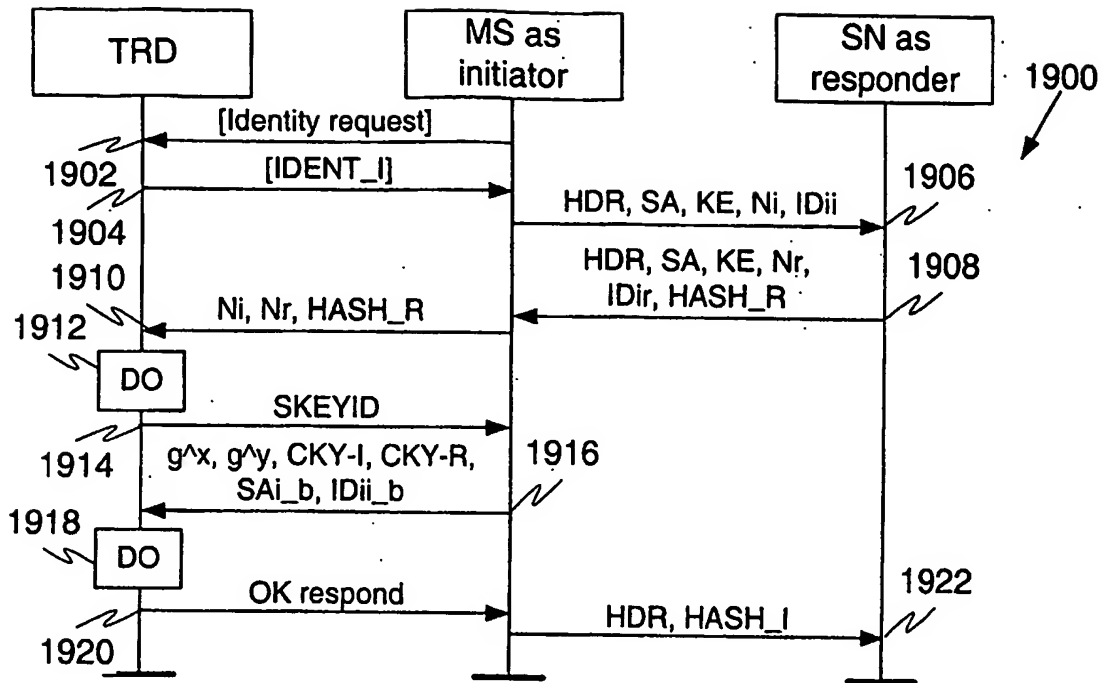 TRD
MS as
initiator
SN as
responder
1900
[Identity request]
1902
[IDENT_I]
1904
HDR, SA, KE, Ni, IDii
1906
HDR, SA, KE, Nr,
IDir, HASH_R
1908
1910
Ni, Nr, HASH_R
1912
DO
SKEYID
1914
g^x, g^y, CKY-I, CKY-R,
SAi_b, IDii_b
1916
1918
DO
OK respond
1920
HDR, HASH_I
1922